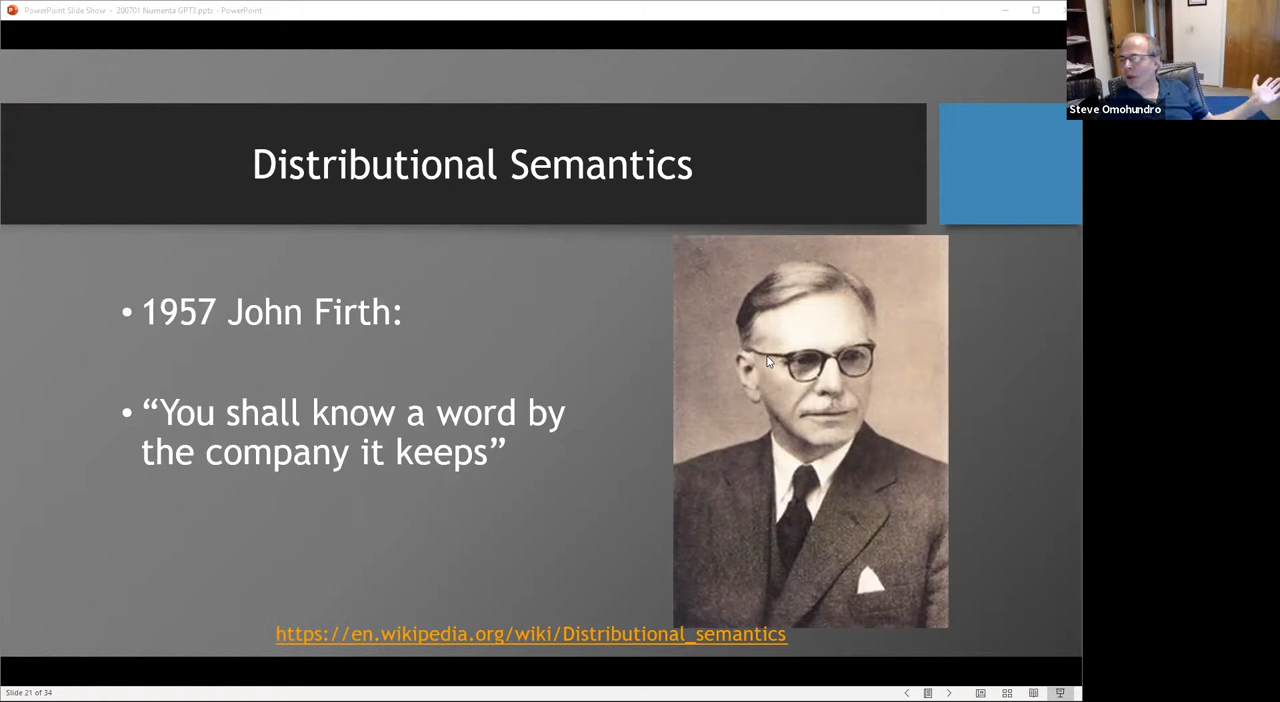 PowerPoint Slide Show - 200701 Numenta GPT3.pptx - PowerPoint
Steve Omohundro
Distributional Semantics
• 1957 John Firth:
• “You shall know a word by
the company it keeps”
https://en.wikipedia.org/wiki/Distributional_semantics
Slide 21 of 34